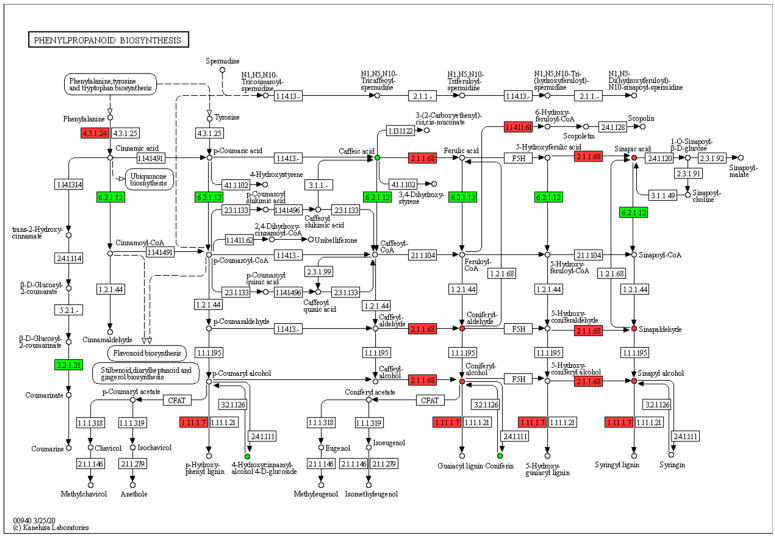 PHENYLPROPANOID BIOSYNTHESIS
Spermidine
Phenylalanine, tyrosine
and tryptophan biosynthesis
N1,N5,N10-
Tricoumaroyl-
spermidine
N1,N5,N10-
Tricaffeoyl-
spermidine
N1,N5,N10-
Triferuloyl-
spermidine
N1,N5,N10-Tri-
(hydroxyferuloyl)-
spermidine
N1,N5-
Di(hydroxyferuloyl)-
N10-sinapoyl-spermidine
1.14.13.-
2.1.1.-
1.14.13.-
2.1.1.-
Phenylalanine
Tyrosine
3-(2-Carboxyethenyl)-
cis,cis-muconate
6-Hydroxy-
feruloyl-CoA
Scopoletin
Scopolin
4.3.1.24
4.3.1.25
4.3.1.25
1.13.11.22
1.14.11.61
2.4.1.128
Cinnamic acid
p-Coumaric acid
Caffeic acid
Ferulic acid
5-Hydroxyferulic acid
Sinapic acid
1-O-Sinapoyl-
β-D-glucose
1.14.14.91
1.14.13.-
2.1.1.68
F5H
2.1.1.68
2.4.1.120
2.3.1.92
Sinapoyl-
malate
2.3.1.91
Ubiquinone
biosynthesis
4-Hydroxystyrene
4.1.1.102
3.1.1.-
4.1.1.102
3,4-Dihydroxy-
styrene
3.1.1.49
Sinapoyl-
choline
1.14.13.14
6.2.1.12
6.2.1.12
6.2.1.12
6.2.1.12
6.2.1.12
6.2.1.12
p-Coumaroyl
shikimic acid
2.3.1.133
1.14.14.96
Caffeoyl
shikimic acid
2.3.1.133
trans-2-Hydroxy-
cinnamate
2,4-Dihydroxy-
cinnamoyl-CoA
1.14.11.62
Umbelliferone
Cinnamoyl-CoA
1.14.14.91
p-Coumaroyl-CoA
1.14.13.-
Caffeoyl-
CoA
2.1.1.104
Feruloyl-
CoA
5-Hydroxy-
feruloyl-CoA
2.1.1.104
Sinapoyl-CoA
2.4.1.114
p-Coumaroyl
quinic acid
2.3.1.99
1.2.1.68
1.2.1.68
β-D-Glucosyl-
2-coumarate
1.2.1.44
2.3.1.133
1.14.14.96
Caffeoyl
quinic acid
2.3.1.133
1.2.1.44
1.2.1.44
1.2.1.44
1.2.1.44
1.2.1.44
5.2.1.-
Cinnamaldehyde
p-Coumaraldehyde
1.14.13.-
Caffeyl-
aldehyde
2.1.1.68
Coniferyl-
aldehyde
F5H
5-Hydroxy-
coniferaldehyde
2.1.1.68
Sinapaldehyde
β-D-Glucosyl-
2-coumarinate
Flavonoid biosynthesis
1.1.1.195
1.1.1.195
1.1.1.195
1.1.1.195
1.1.1.195
3.2.1.21
Stilbenoid, diarylheptanoid and
gingerol biosynthesis
p-Coumaryl alcohol
Caffeyl-
alcohol
2.1.1.68
Coniferyl-
alcohol
F5H
5-Hydroxy-
coniferyl alcohol
2.1.1.68
Sinapyl alcohol
Coumarinate
p-Coumaryl acetate
CFAT
Coniferyl acetate
CFAT
3.2.1.126
3.2.1.126
3.2.1.126
1.1.1.318
1.1.1.319
1.11.1.7
1.11.1.21
1.1.1.318
1.1.1.319
1.11.1.7
1.11.1.21
1.11.1.7
1.11.1.21
1.11.1.7
1.11.1.21
2.4.1.111
2.4.1.111
2.4.1.111
Coumarine
Chavicol
Isochavicol
Eugenol
Isoeugenol
2.1.1.146
2.1.1.279
p-Hydroxy-
phenyl lignin
4-Hydroxycinnamyl-
alcohol 4-D-glucoside
2.1.1.146
2.1.1.146
2.1.1.279
Guaiacyl lignin
Coniferin
5-Hydroxy-
guaiacyl lignin
Syringyl lignin
Syringin
Methylchavicol
Anethole
Methyleugenol
Isomethyleugenol
00940 3/25/20
(c) Kanehisa Laboratories